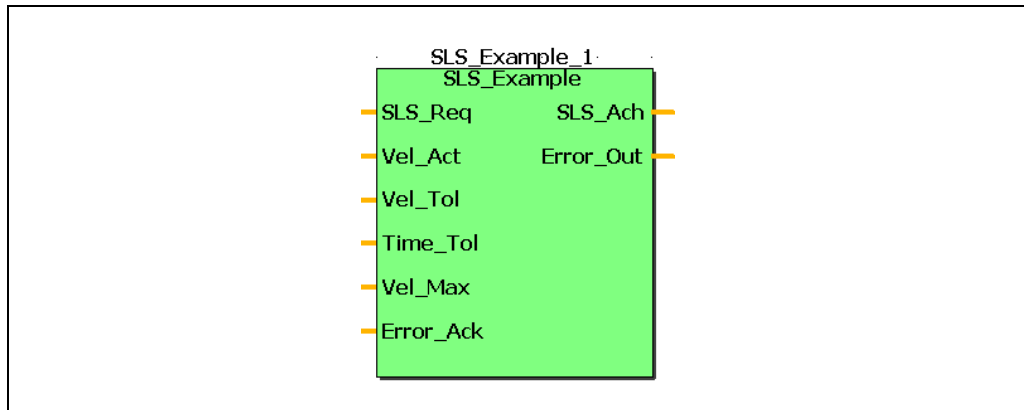 SLS_Example_1
SLS_Example
SLS_Req SLS_Ach
Vel_Act Error_Out
Vel_Tol
Time_Tol
Vel_Max
Error_Ack